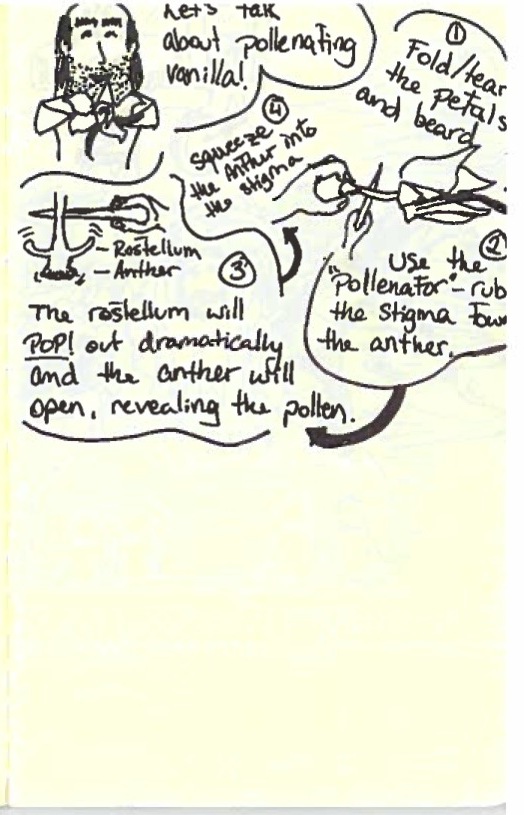 Let's talk
about pollenating
vanilla!
①
Fold/tear
the petals
and beard
②
Use the
"Pollenator" - rub
the stigma tow
the anther.
③
The rostellum will
POP! out dramatically
and the anther will
open, revealing the pollen.
Rostellum
Anther
④
squeeze
the anther into
the stigma